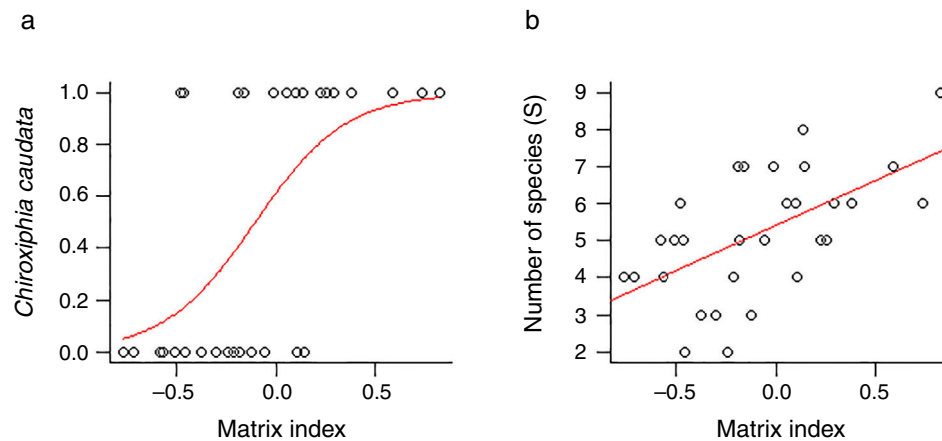 a
Chiroxiphia caudata
1.0
0.8
0.6
0.4
0.2
0.0
–0.5 0.0 0.5
Matrix index
b
Number of species (S)
9
8
7
6
5
4
3
2
–0.5 0.0 0.5
Matrix index